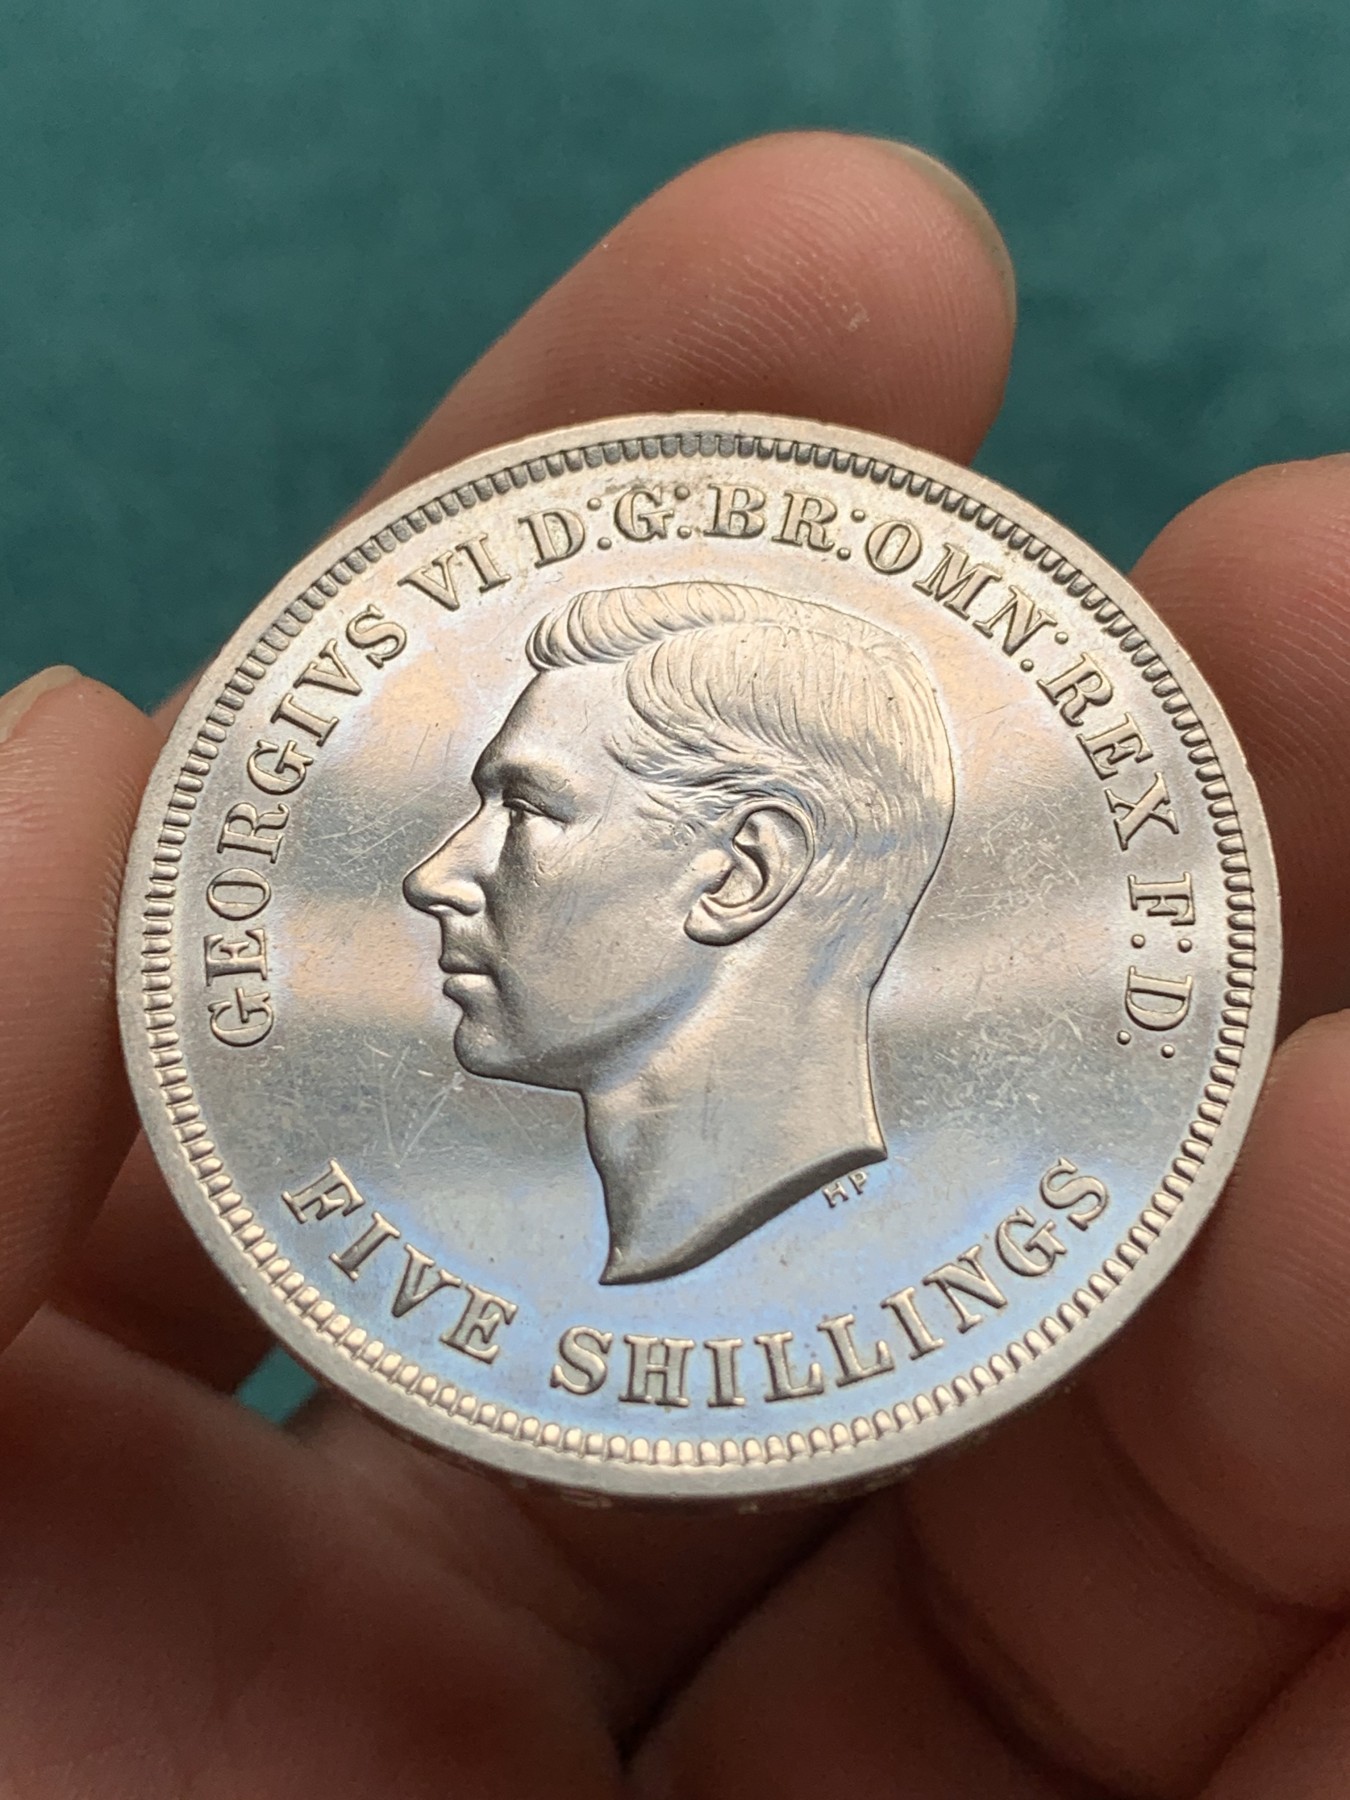 GEORGIVS VI D:G:BR:OMN:REX F:D:
HP
FIVE SHILLINGS